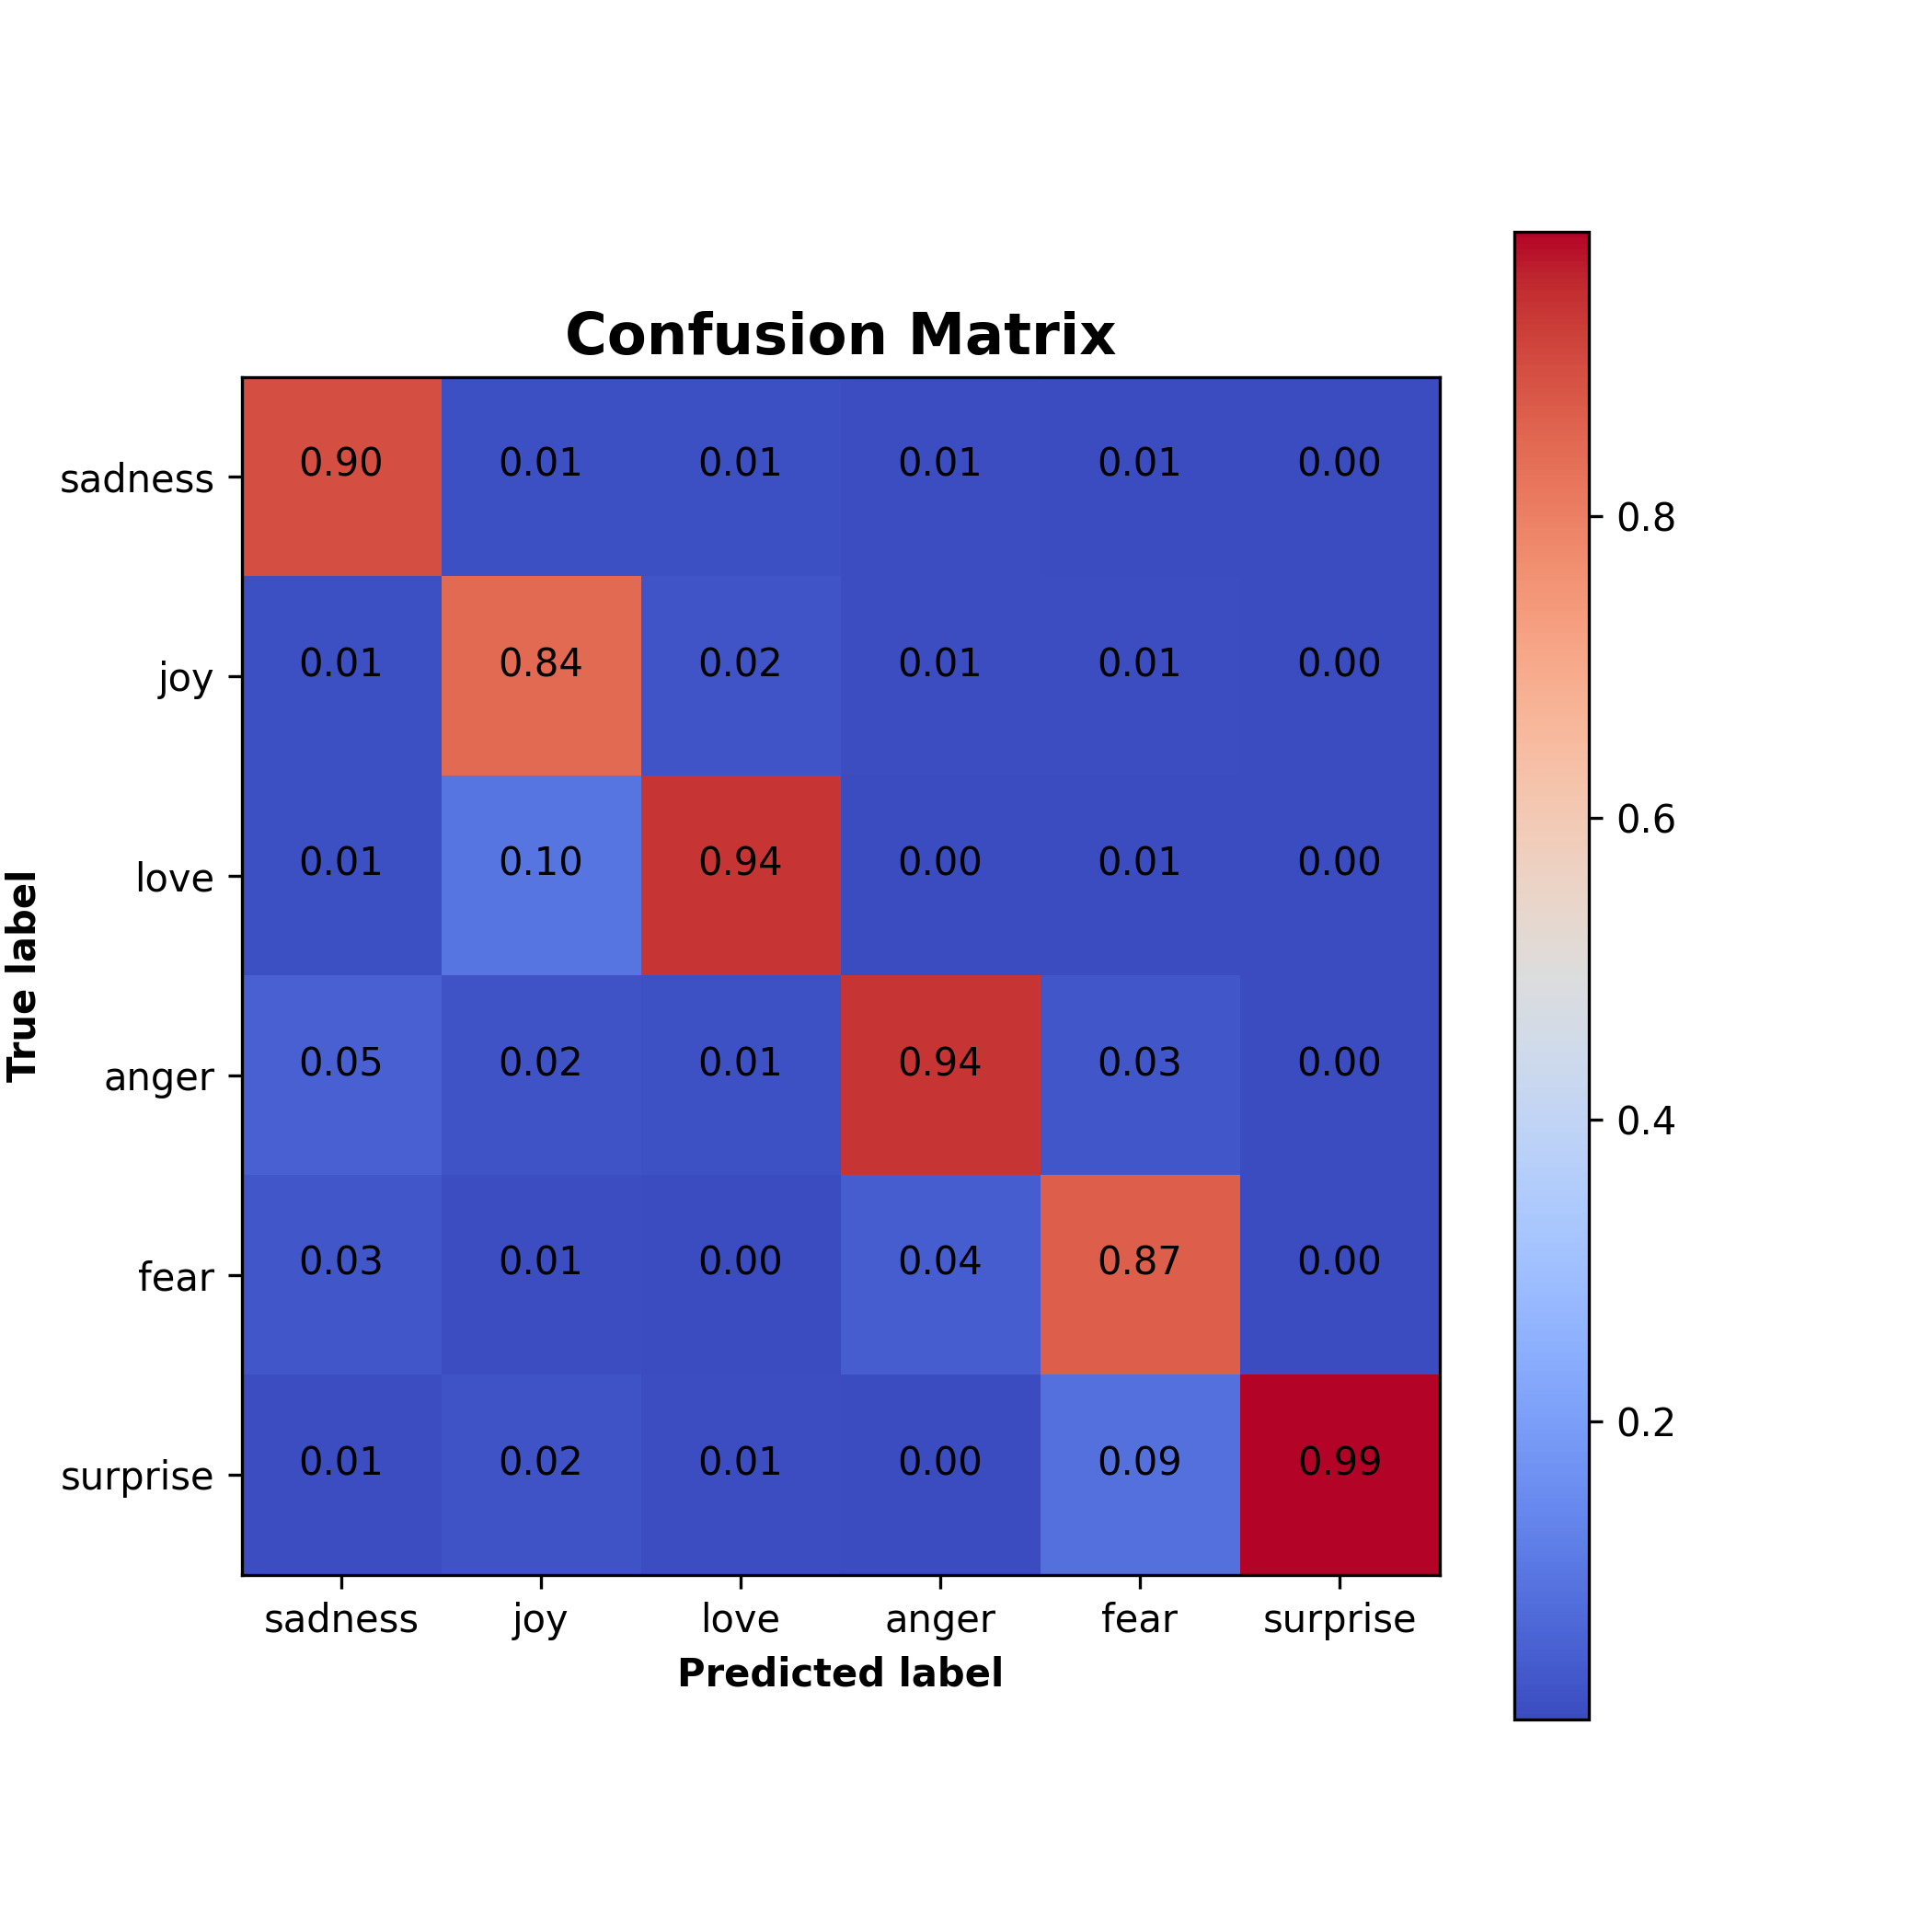 Confusion Matrix
sadness 0.90 0.01 0.01 0.01 0.01 0.00
joy 0.01 0.84 0.02 0.01 0.01 0.00
love 0.01 0.10 0.94 0.00 0.01 0.00
anger 0.05 0.02 0.01 0.94 0.03 0.00
fear 0.03 0.01 0.00 0.04 0.87 0.00
surprise 0.01 0.02 0.01 0.00 0.09 0.99
sadness joy love anger fear surprise
Predicted label
True label
0.8
0.6
0.4
0.2